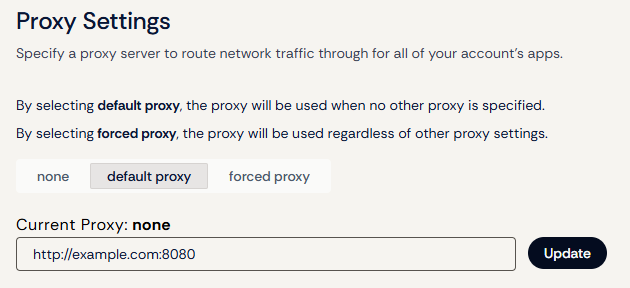 Proxy Settings
Specify a proxy server to route network traffic through for all of your account's apps.
By selecting default proxy, the proxy will be used when no other proxy is specified.
By selecting forced proxy, the proxy will be used regardless of other proxy settings.
none default proxy forced proxy
Current Proxy: none
http://example.com:8080 Update